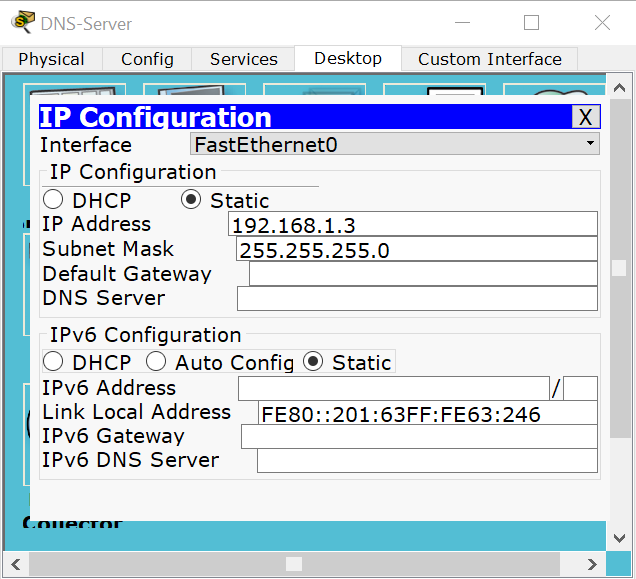 DNS-Server
Physical Config Services Desktop Custom Interface
IP Configuration X
Interface FastEthernet0
IP Configuration
DHCP Static
IP Address 192.168.1.3
Subnet Mask 255.255.255.0
Default Gateway
DNS Server
IPv6 Configuration
DHCP Auto Config Static
IPv6 Address /
Link Local Address FE80::201:63FF:FE63:246
IPv6 Gateway
IPv6 DNS Server
Collector